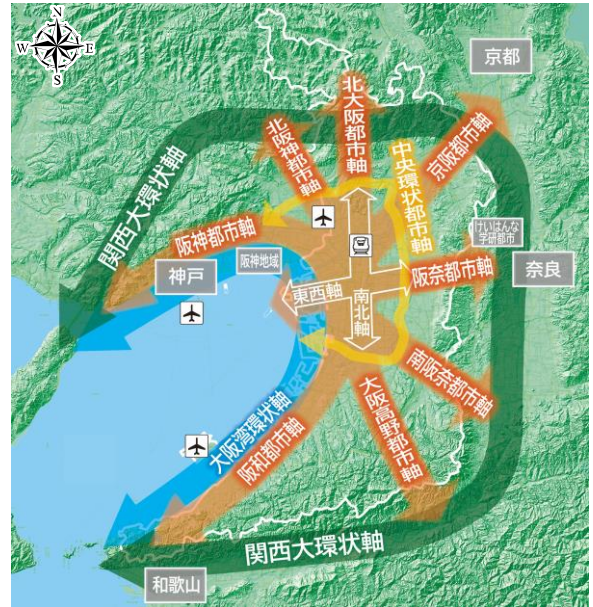 N
W
E
S
京都
北大阪都市軸
北阪神都市軸
京阪都市軸
中央環状都市軸
関西大環状軸
阪神都市軸
けいはんな
学研都市
阪神地域
神戸
奈良
阪奈都市軸
東西軸
南北軸
南阪奈都市軸
大阪高野都市軸
大阪湾環状軸
阪和都市軸
関西大環状軸
和歌山